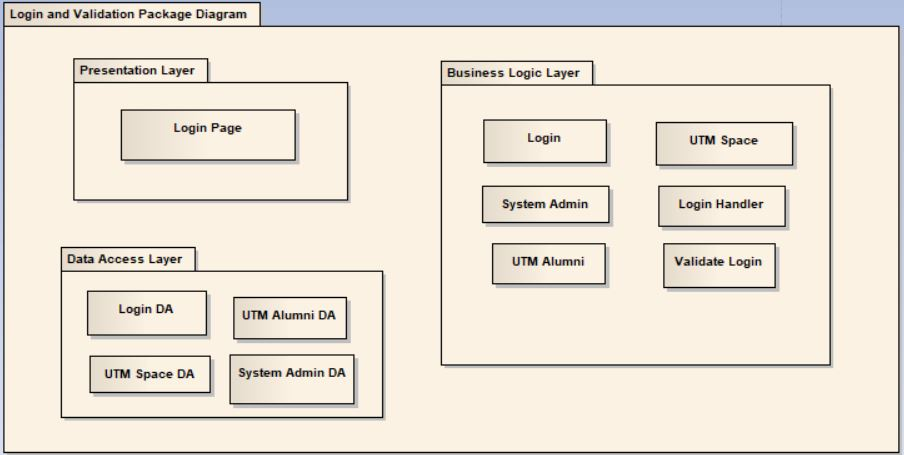 Login and Validation Package Diagram
Presentation Layer
Login Page
Business Logic Layer
Login
UTM Space
System Admin
Login Handler
UTM Alumni
Validate Login
Data Access Layer
Login DA
UTM Alumni DA
UTM Space DA
System Admin DA